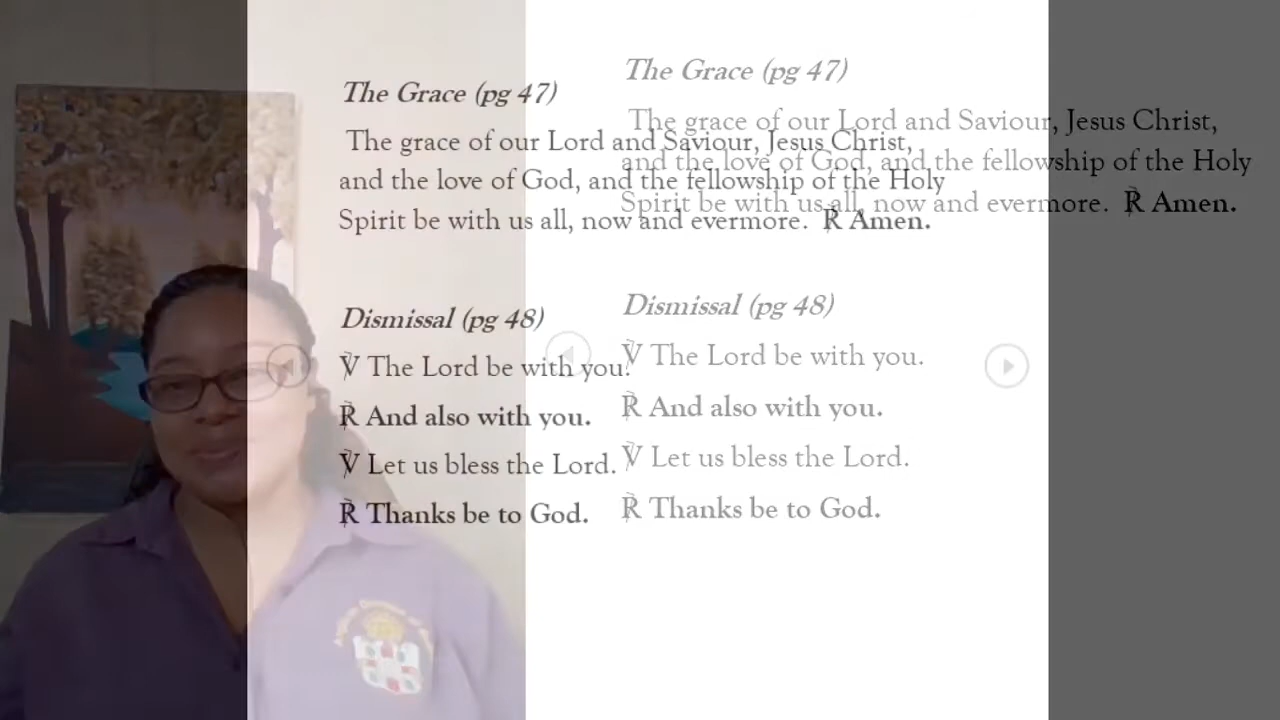 The Grace (pg 47)
The grace of our Lord and Saviour, Jesus Christ,
and the love of God, and the fellowship of the Holy
Spirit be with us all, now and evermore. ℟ Amen.
Dismissal (pg 48)
℣ The Lord be with you.
℟ And also with you.
℣ Let us bless the Lord.
℟ Thanks be to God.
The Grace (pg 47)
The grace of our Lord and Saviour, Jesus Christ,
and the love of God, and the fellowship of the Holy
Spirit be with us all, now and evermore. ℟ Amen.
Dismissal (pg 48)
℣ The Lord be with you.
℟ And also with you.
℣ Let us bless the Lord.
℟ Thanks be to God.